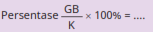 Persentase GB/K × 100% = ....